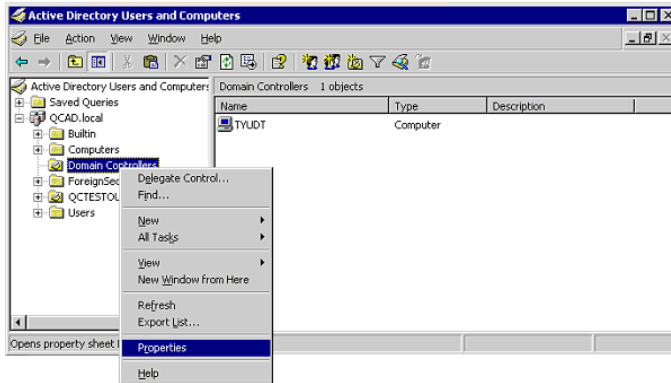 Active Directory Users and Computers
File Action View Window Help
Active Directory Users and Computers
Domain Controllers 1 objects
Saved Queries
QCAD.local
Builtin
Computers
Domain Controllers
ForeignSec
QCTESTOU
Users
Name Type Description
TYUDT Computer
Delegate Control...
Find...
New
All Tasks
View
New Window from Here
Refresh
Export List...
Properties
Help
Opens property sheet